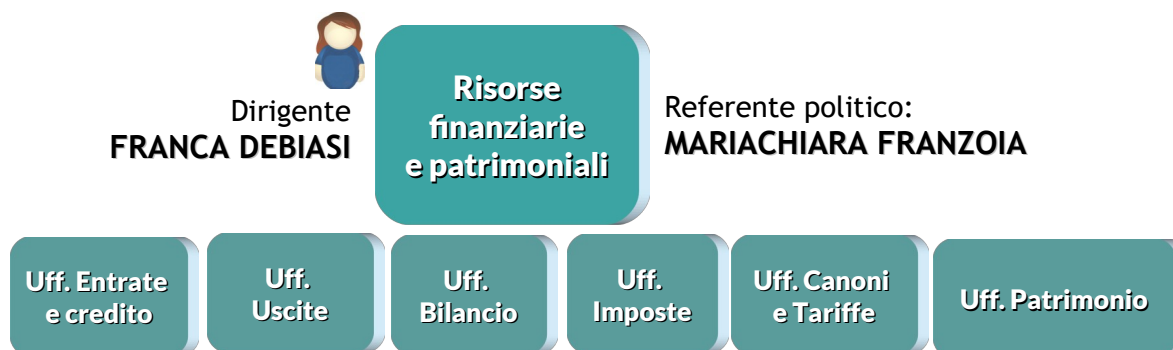 Dirigente
FRANCA DEBIASI
Risorse
finanziarie
e patrimoniali
Referente politico:
MARIACHIARA FRANZOIA
Uff. Entrate
e credito
Uff.
Uscite
Uff.
Bilancio
Uff.
Imposte
Uff. Canoni
e Tariffe
Uff. Patrimonio